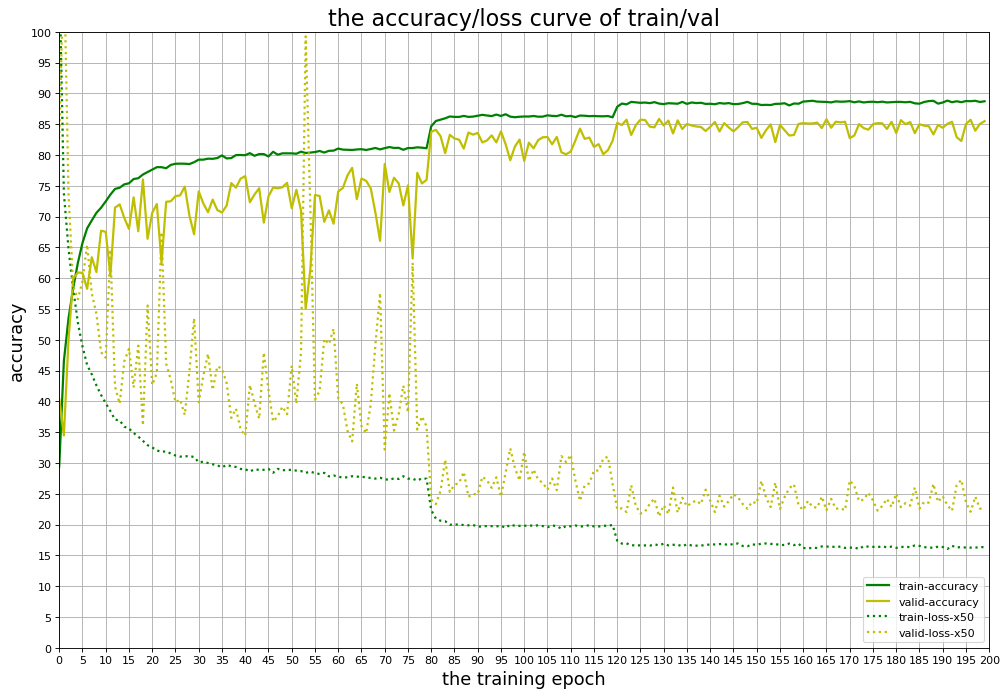 the accuracy/loss curve of train/val
accuracy
100
95
90
85
80
75
70
65
60
55
50
45
40
35
30
25
20
15
10
5
0
train-accuracy
valid-accuracy
train-loss-x50
valid-loss-x50
0 5 10 15 20 25 30 35 40 45 50 55 60 65 70 75 80 85 90 95 100 105 110 115 120 125 130 135 140 145 150 155 160 165 170 175 180 185 190 195 200
the training epoch